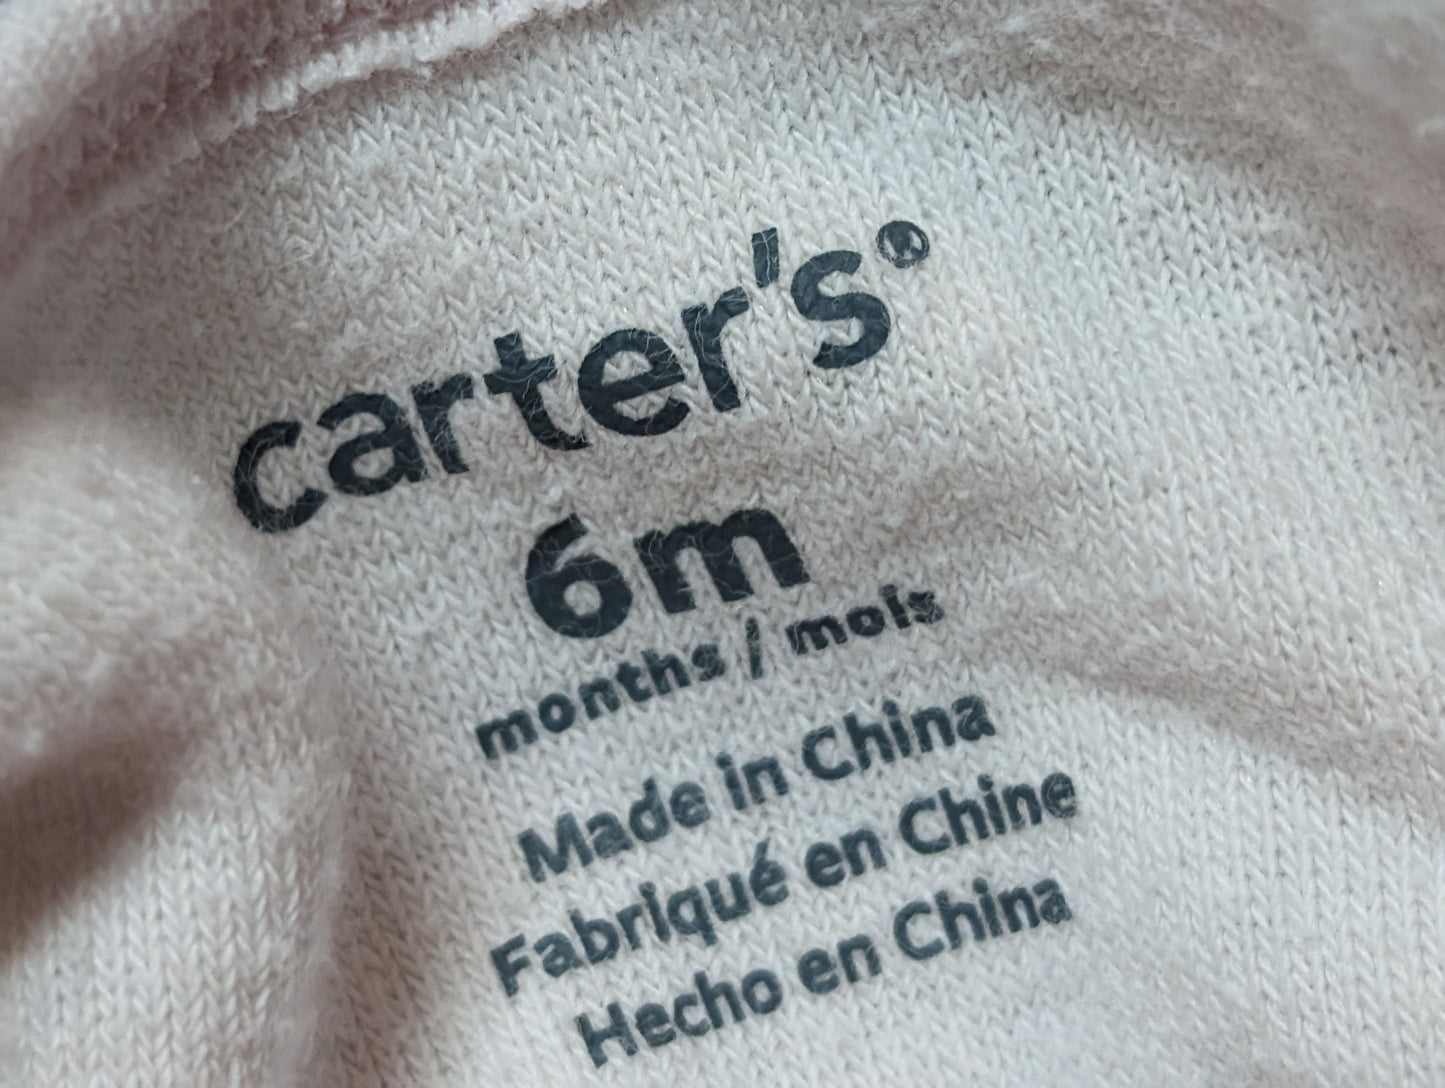 carter's®
6m
months / mois
Made in China
Fabriqué en Chine
Hecho en China